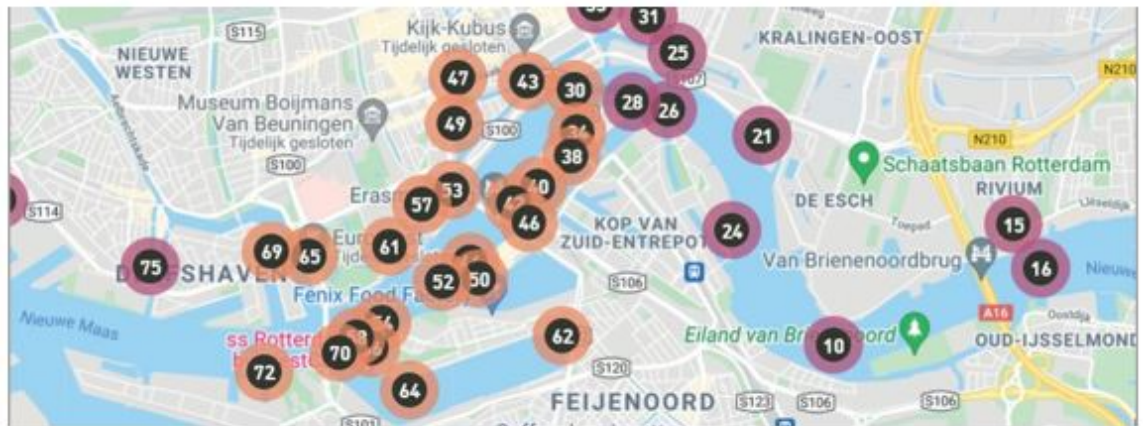 31
25
KRALINGEN-OOST
S115
Kijk-Kubus
Tijdelijk gesloten
NIEUWE
WESTEN
N210
47
43
30
28
26
Museum Boijmans
Van Beuningen
Tijdelijk gesloten
49
S100
21
N210
38
S100
Schaatsbaan Rotterdam
RIVIUM
53
40
57
DE ESCH
S114
46
KOP VAN
ZUID-ENTREPOT
24
15
69
65
61
75
Van Brienenoordbrug
16
52
50
S106
Fenix Food
Nieuwe Maas
A16
62
Eiland van
10
OUD-IJSSELMOND
70
72
S120
64
FEIJENOORD
S123
S106
S106
S101